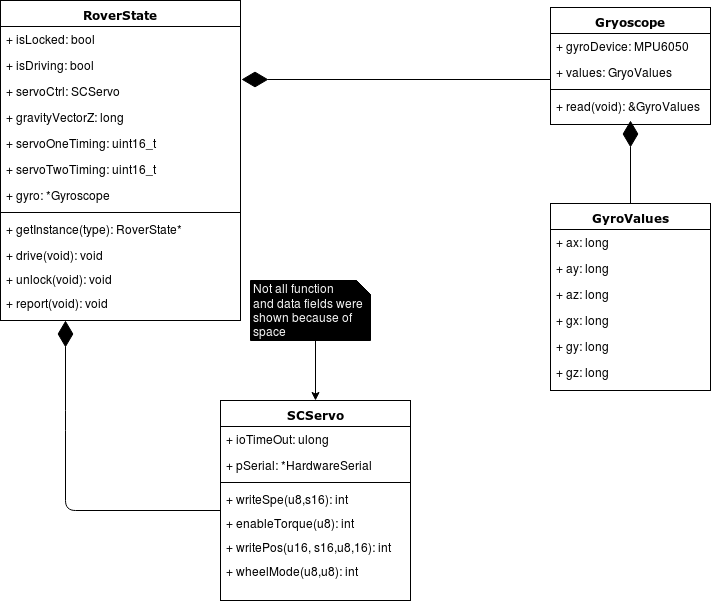 RoverState
+ isLocked: bool
+ isDriving: bool
+ servoCtrl: SCServo
+ gravityVectorZ: long
+ servoOneTiming: uint16_t
+ servoTwoTiming: uint16_t
+ gyro: *Gyroscope
+ getInstance(type): RoverState*
+ drive(void): void
+ unlock(void): void
+ report(void): void
Gryoscope
+ gyroDevice: MPU6050
+ values: GryoValues
+ read(void): &GyroValues
GyroValues
+ ax: long
+ ay: long
+ az: long
+ gx: long
+ gy: long
+ gz: long
Not all function
and data fields were
shown because of
space
SCServo
+ ioTimeOut: ulong
+ pSerial: *HardwareSerial
+ writeSpe(u8,s16): int
+ enableTorque(u8): int
+ writePos(u16, s16,u8,16): int
+ wheelMode(u8,u8): int